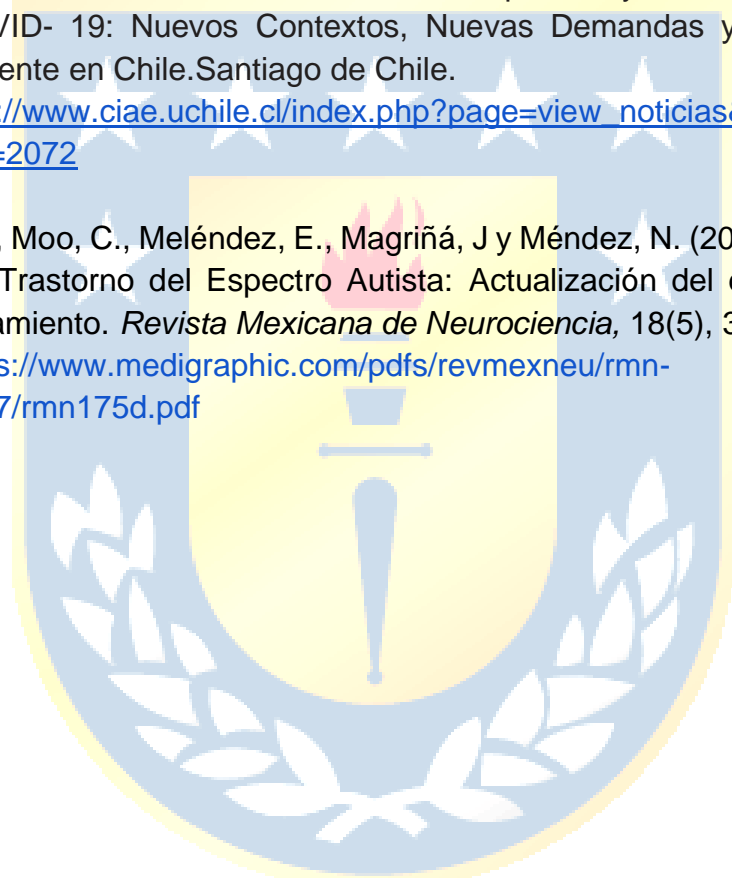 VID- 19: Nuevos Contextos, Nuevas Demandas y
ente en Chile.Santiago de Chile.
://www.ciae.uchile.cl/index.php?page=view_noticias&
=2072
, Moo, C., Meléndez, E., Magriñá, J y Méndez, N. (20
Trastorno del Espectro Autista: Actualización del
amiento. Revista Mexicana de Neurociencia, 18(5), 3
s://www.medigraphic.com/pdfs/revmexneu/rmn-
7/rmn175d.pdf